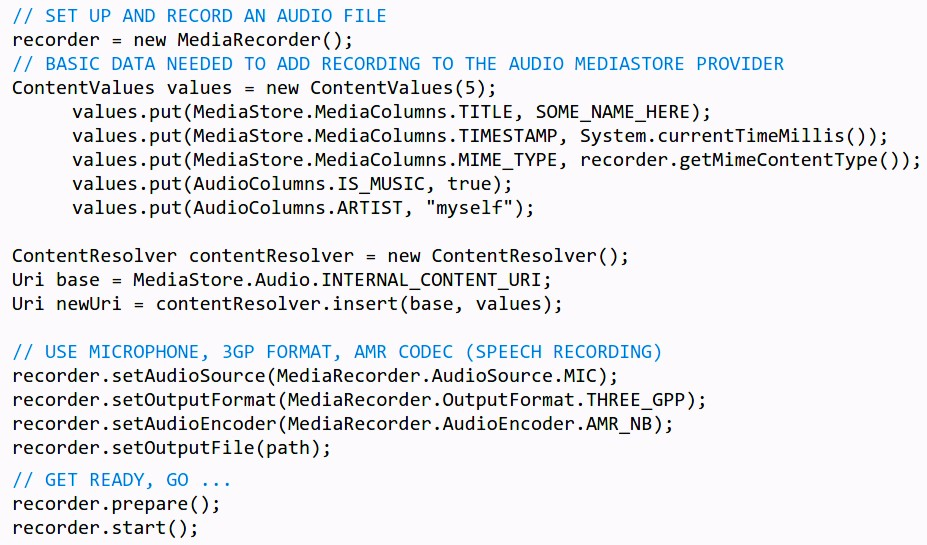 // SET UP AND RECORD AN AUDIO FILE
recorder = new MediaRecorder();
// BASIC DATA NEEDED TO ADD RECORDING TO THE AUDIO MEDIASTORE PROVIDER
ContentValues values = new ContentValues(5);
values.put(MediaStore.MediaColumns.TITLE, SOME_NAME_HERE);
values.put(MediaStore.MediaColumns.TIMESTAMP, System.currentTimeMillis());
values.put(MediaStore.MediaColumns.MIME_TYPE, recorder.getMimeContentType());
values.put(AudioColumns.IS_MUSIC, true);
values.put(AudioColumns.ARTIST, "myself");
ContentResolver contentResolver = new ContentResolver();
Uri base = MediaStore.Audio.INTERNAL_CONTENT_URI;
Uri newUri = contentResolver.insert(base, values);
// USE MICROPHONE, 3GP FORMAT, AMR CODEC (SPEECH RECORDING)
recorder.setAudioSource(MediaRecorder.AudioSource.MIC);
recorder.setOutputFormat(MediaRecorder.OutputFormat.THREE_GPP);
recorder.setAudioEncoder(MediaRecorder.AudioEncoder.AMR_NB);
recorder.setOutputFile(path);
// GET READY, GO ...
recorder.prepare();
recorder.start();